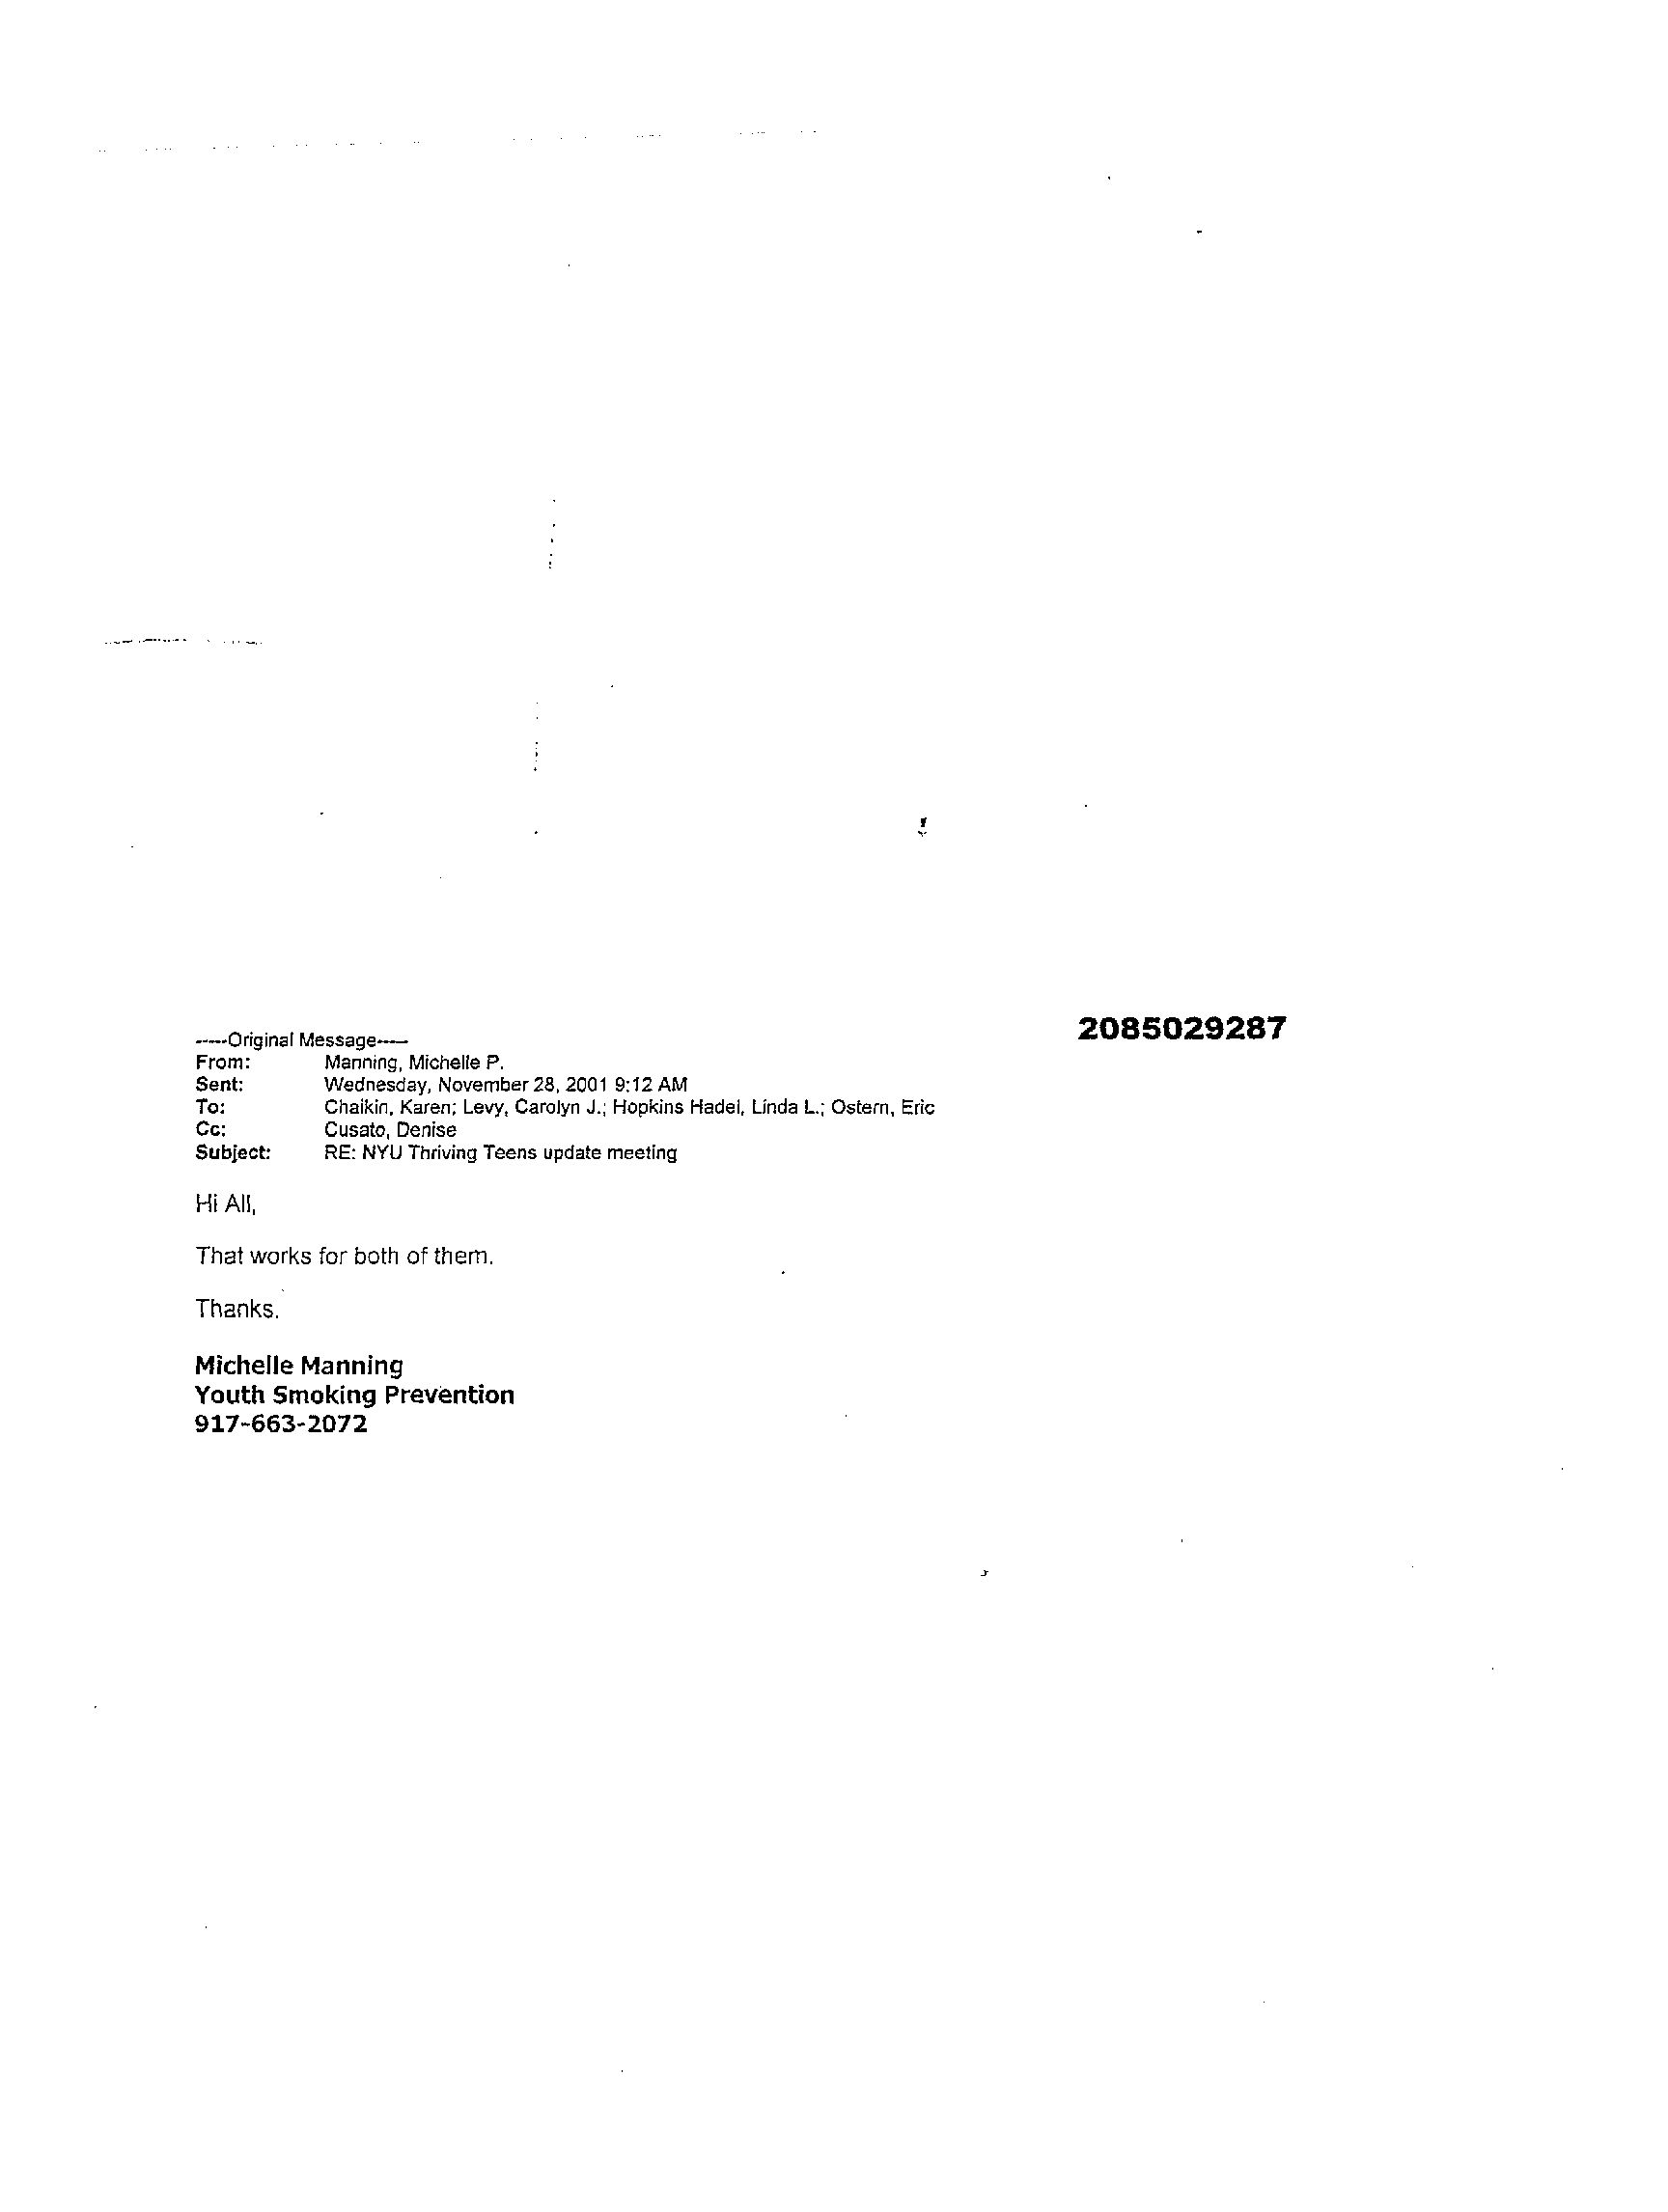 2085029287
-----Original Message-----
From: Manning, Michelle P.
Sent: Wednesday, November 28, 2001 9:12 AM
To: Chaikin, Karen; Levy, Carolyn J.; Hopkins Hadel, Linda L.; Ostern, Eric
Cc: Cusato, Denise
Subject: RE: NYU Thriving Teens update meeting
Hi All,
That works for both of them.
Thanks.
Michelle Manning
Youth Smoking Prevention
917-663-2072